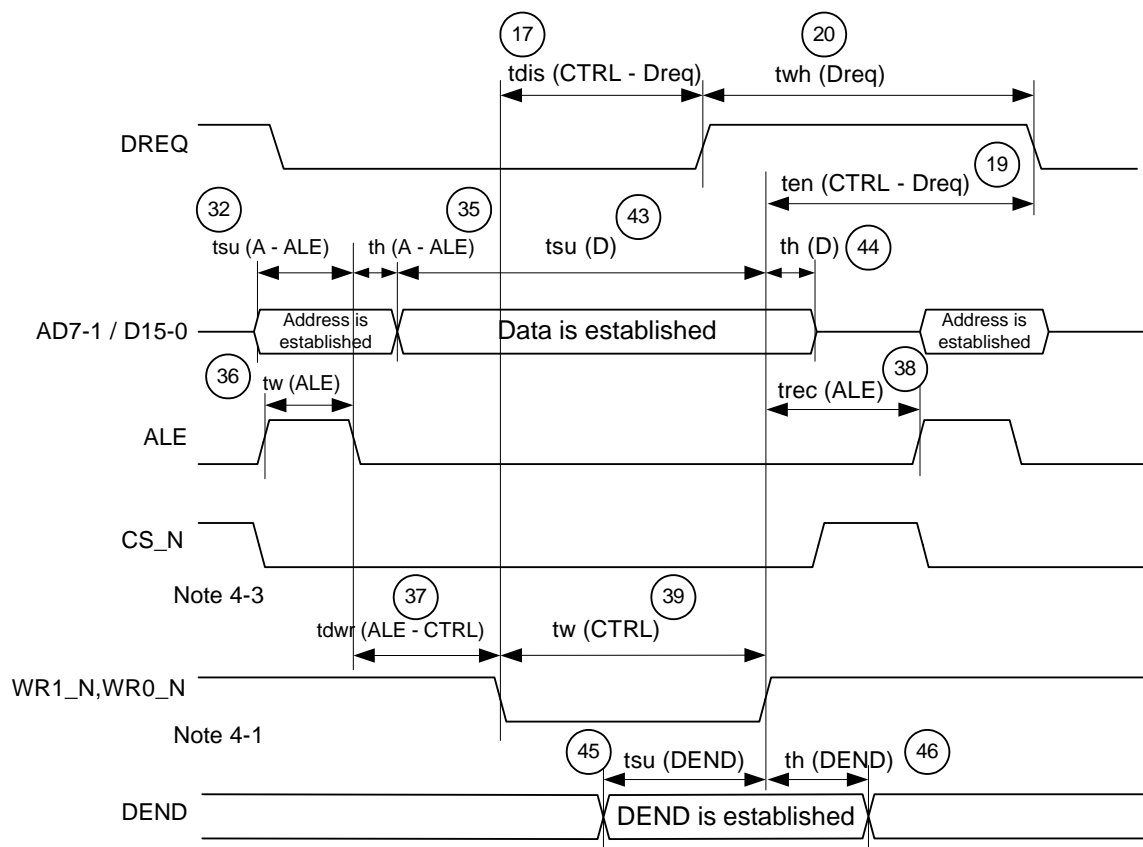 17
20
tdis (CTRL - Dreq)
twh (Dreq)
DREQ
19
ten (CTRL - Dreq)
32
35
43
tsu (A - ALE)
th (A - ALE)
tsu (D)
th (D)
44
AD7-1 / D15-0
Address is
established
Data is established
Address is
established
36
tw (ALE)
38
trec (ALE)
ALE
CS_N
Note 4-3
37
39
tdwr (ALE - CTRL)
tw (CTRL)
WR1_N,WR0_N
Note 4-1
45
tsu (DEND)
th (DEND)
46
DEND
DEND is established